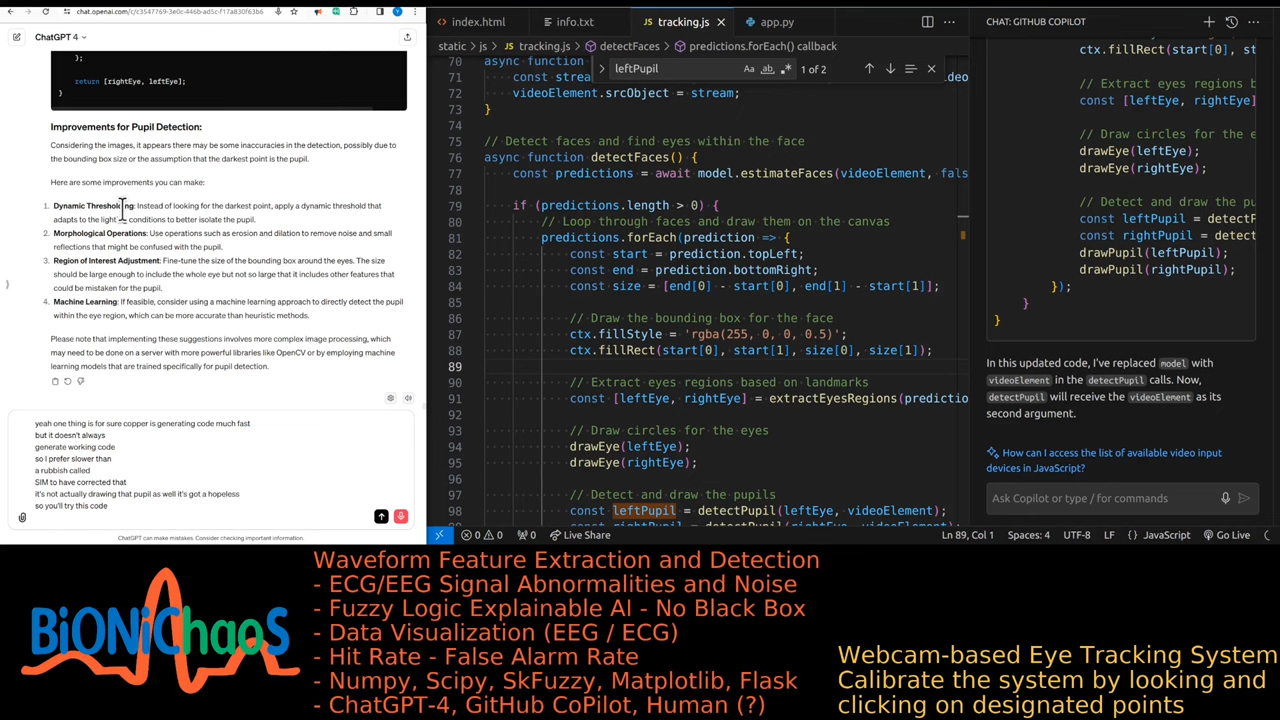 chat.openai.com/c/c3547769-3e0c-446b-ad5c-f17a830f63b6
ChatGPT 4
};
return [rightEye, leftEye];
}
Improvements for Pupil Detection:
Considering the images, it appears there may be some inaccuracies in the detection, possibly due to
the bounding box size or the assumption that the darkest point is the pupil.
Here are some improvements you can make:
1. Dynamic Thresholding: Instead of looking for the darkest point, apply a dynamic threshold that
adapts to the light conditions to better isolate the pupil.
2. Morphological Operations: Use operations such as erosion and dilation to remove noise and small
reflections that might be confused with the pupil.
3. Region of Interest Adjustment: Fine-tune the size of the bounding box around the eyes. The size
should be large enough to include the whole eye but not so large that it includes other features that
could be mistaken for the pupil.
4. Machine Learning: If feasible, consider using a machine learning approach to directly detect the pupil
within the eye region, which can be more accurate than heuristic methods.
Please note that implementing these suggestions involves more complex image processing, which
may need to be done on a server with more powerful libraries like OpenCV or by employing machine
learning models that are trained specifically for pupil detection.
yeah one thing is for sure copper is generating code much fast
but it doesn't always
generate working code
so I prefer slower than
a rubbish called
SIM to have corrected that
it's not actually drawing that pupil as well it's got a hopeless
so you'll try this code
ChatGPT can make mistakes. Consider checking important information.
index.html
info.txt
tracking.js
app.py
static > js > tracking.js > detectFaces > predictions.forEach() callback
leftPupil
Aa ab
1 of 2
70 async function
71 const strea
72 videoElement.srcObject = stream;
73 }
74
75 // Detect faces and find eyes within the face
76 async function detectFaces() {
77 const predictions = await model.estimateFaces(videoElement, fals
78
79 if (predictions.length > 0) {
80 // Loop through faces and draw them on the canvas
81 predictions.forEach(prediction => {
82 const start = prediction.topLeft;
83 const end = prediction.bottomRight;
84 const size = [end[0] - start[0], end[1] - start[1]];
85
86 // Draw the bounding box for the face
87 ctx.fillStyle = 'rgba(255, 0, 0, 0.5)';
88 ctx.fillRect(start[0], start[1], size[0], size[1]);
89
90 // Extract eyes regions based on landmarks
91 const [leftEye, rightEye] = extractEyesRegions(predictio
92
93 // Draw circles for the eyes
94 drawEye(leftEye);
95 drawEye(rightEye);
96
97 // Detect and draw the pupils
98 const leftPupil = detectPupil(leftEye, videoElement);
0 0 0 Live Share
Ln 89, Col 1 Spaces: 4 UTF-8 LF {} JavaScript Go Live
CHAT: GITHUB COPILOT
ctx.fillRect(start[0], st
// Extract eyes regions b
const [leftEye, rightEye]
// Draw circles for the e
drawEye(leftEye);
drawEye(rightEye);
// Detect and draw the pu
const leftPupil = detectP
const rightPupil = detect
drawPupil(leftPupil);
drawPupil(rightPupil);
});
}
}
In this updated code, I've replaced model with
videoElement in the detectPupil calls. Now,
detectPupil will receive the videoElement as its
second argument.
How can I access the list of available video input
devices in JavaScript?
Ask Copilot or type / for commands
BiONiChaoS
Waveform Feature Extraction and Detection
- ECG/EEG Signal Abnormalities and Noise
- Fuzzy Logic Explainable AI - No Black Box
- Data Visualization (EEG / ECG)
- Hit Rate - False Alarm Rate
- Numpy, Scipy, SkFuzzy, Matplotlib, Flask
- ChatGPT-4, GitHub CoPilot, Human (?)
Webcam-based Eye Tracking System
Calibrate the system by looking and
clicking on designated points